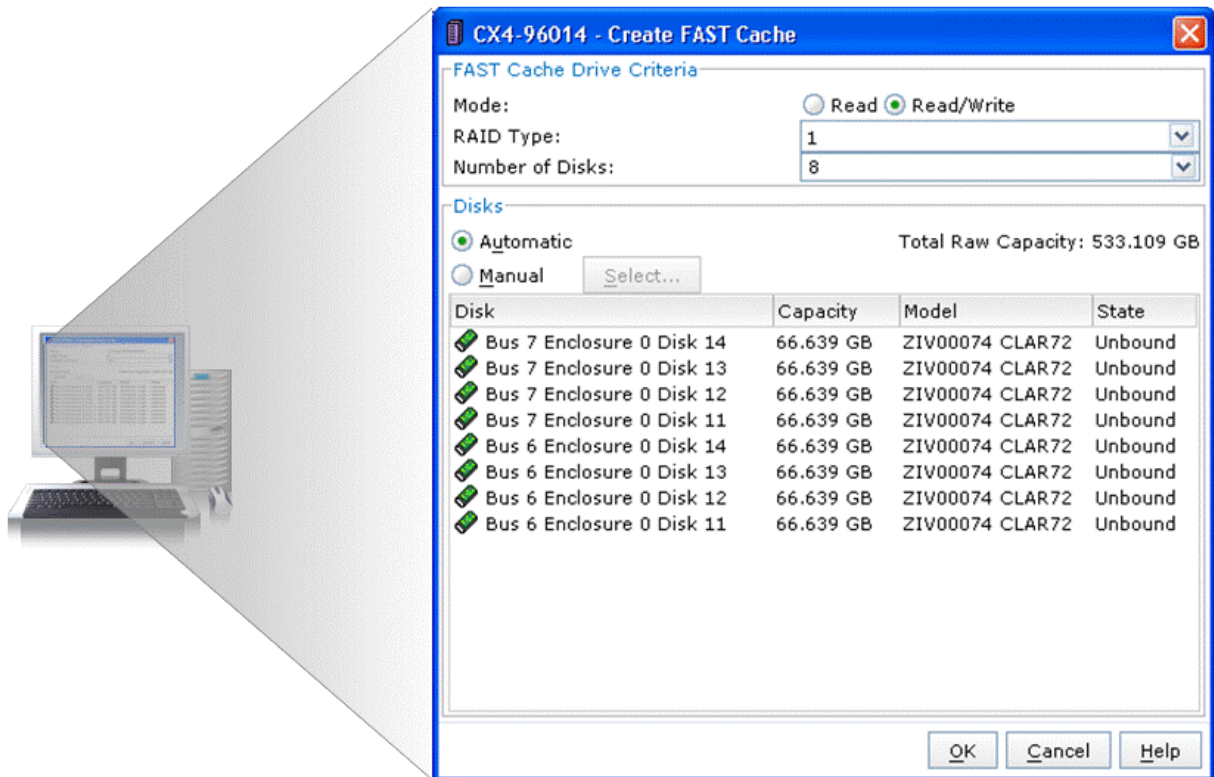 CX4-96014 - Create FAST Cache
FAST Cache Drive Criteria
Mode: Read Read/Write
RAID Type: 1
Number of Disks: 8
Disks
Automatic Total Raw Capacity: 533.109 GB
Manual Select...
Disk Capacity Model State
Bus 7 Enclosure 0 Disk 14 66.639 GB ZIV00074 CLAR72 Unbound
Bus 7 Enclosure 0 Disk 13 66.639 GB ZIV00074 CLAR72 Unbound
Bus 7 Enclosure 0 Disk 12 66.639 GB ZIV00074 CLAR72 Unbound
Bus 7 Enclosure 0 Disk 11 66.639 GB ZIV00074 CLAR72 Unbound
Bus 6 Enclosure 0 Disk 14 66.639 GB ZIV00074 CLAR72 Unbound
Bus 6 Enclosure 0 Disk 13 66.639 GB ZIV00074 CLAR72 Unbound
Bus 6 Enclosure 0 Disk 12 66.639 GB ZIV00074 CLAR72 Unbound
Bus 6 Enclosure 0 Disk 11 66.639 GB ZIV00074 CLAR72 Unbound
OK Cancel Help